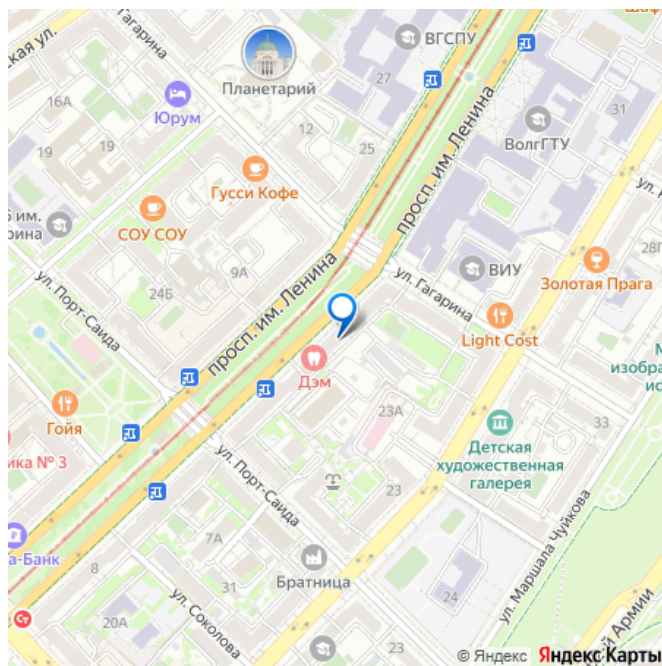 Гагарина
ская ул.
ВГСПУ
Планетарий
27
31
16А
Юрум
12
ВолгГТУ
19
19
25
просп. им. Ленина
Гусси Кофе
СОУ СОУ
им.
9А
ВИУ
28Г
ул. Гагарина
Золотая Прага
24Б
ул. Порт-Саида
просп. им. Ленина
Light Cost
Дэм
Гойя
23А
33
Детская
художественная
галерея
№ 3
ул. Порт-Саида
23
ул. Маршала Чуйкова
7А
а-Банк
8
Братница
31
24
ул. Соколова
20А
Ст
23
Армии
© Яндекс Яндекс Карты